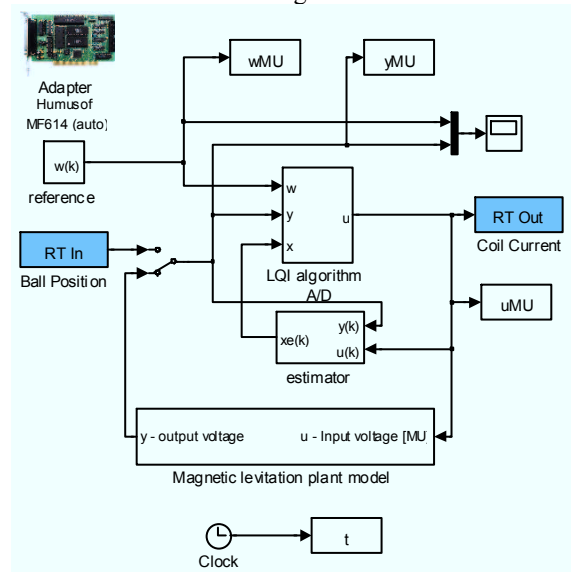 Adapter
Humusof
MF614 (auto)
wMU
yMU
w(k)
reference
w
y
x
u
LQI algorithm
A/D
RT Out
Coil Current
RT In
Ball Position
uMU
xe(k)
y(k)
u(k)
estimator
y - output voltage
u - Input voltage [MU]
Magnetic levitation plant model
Clock
t